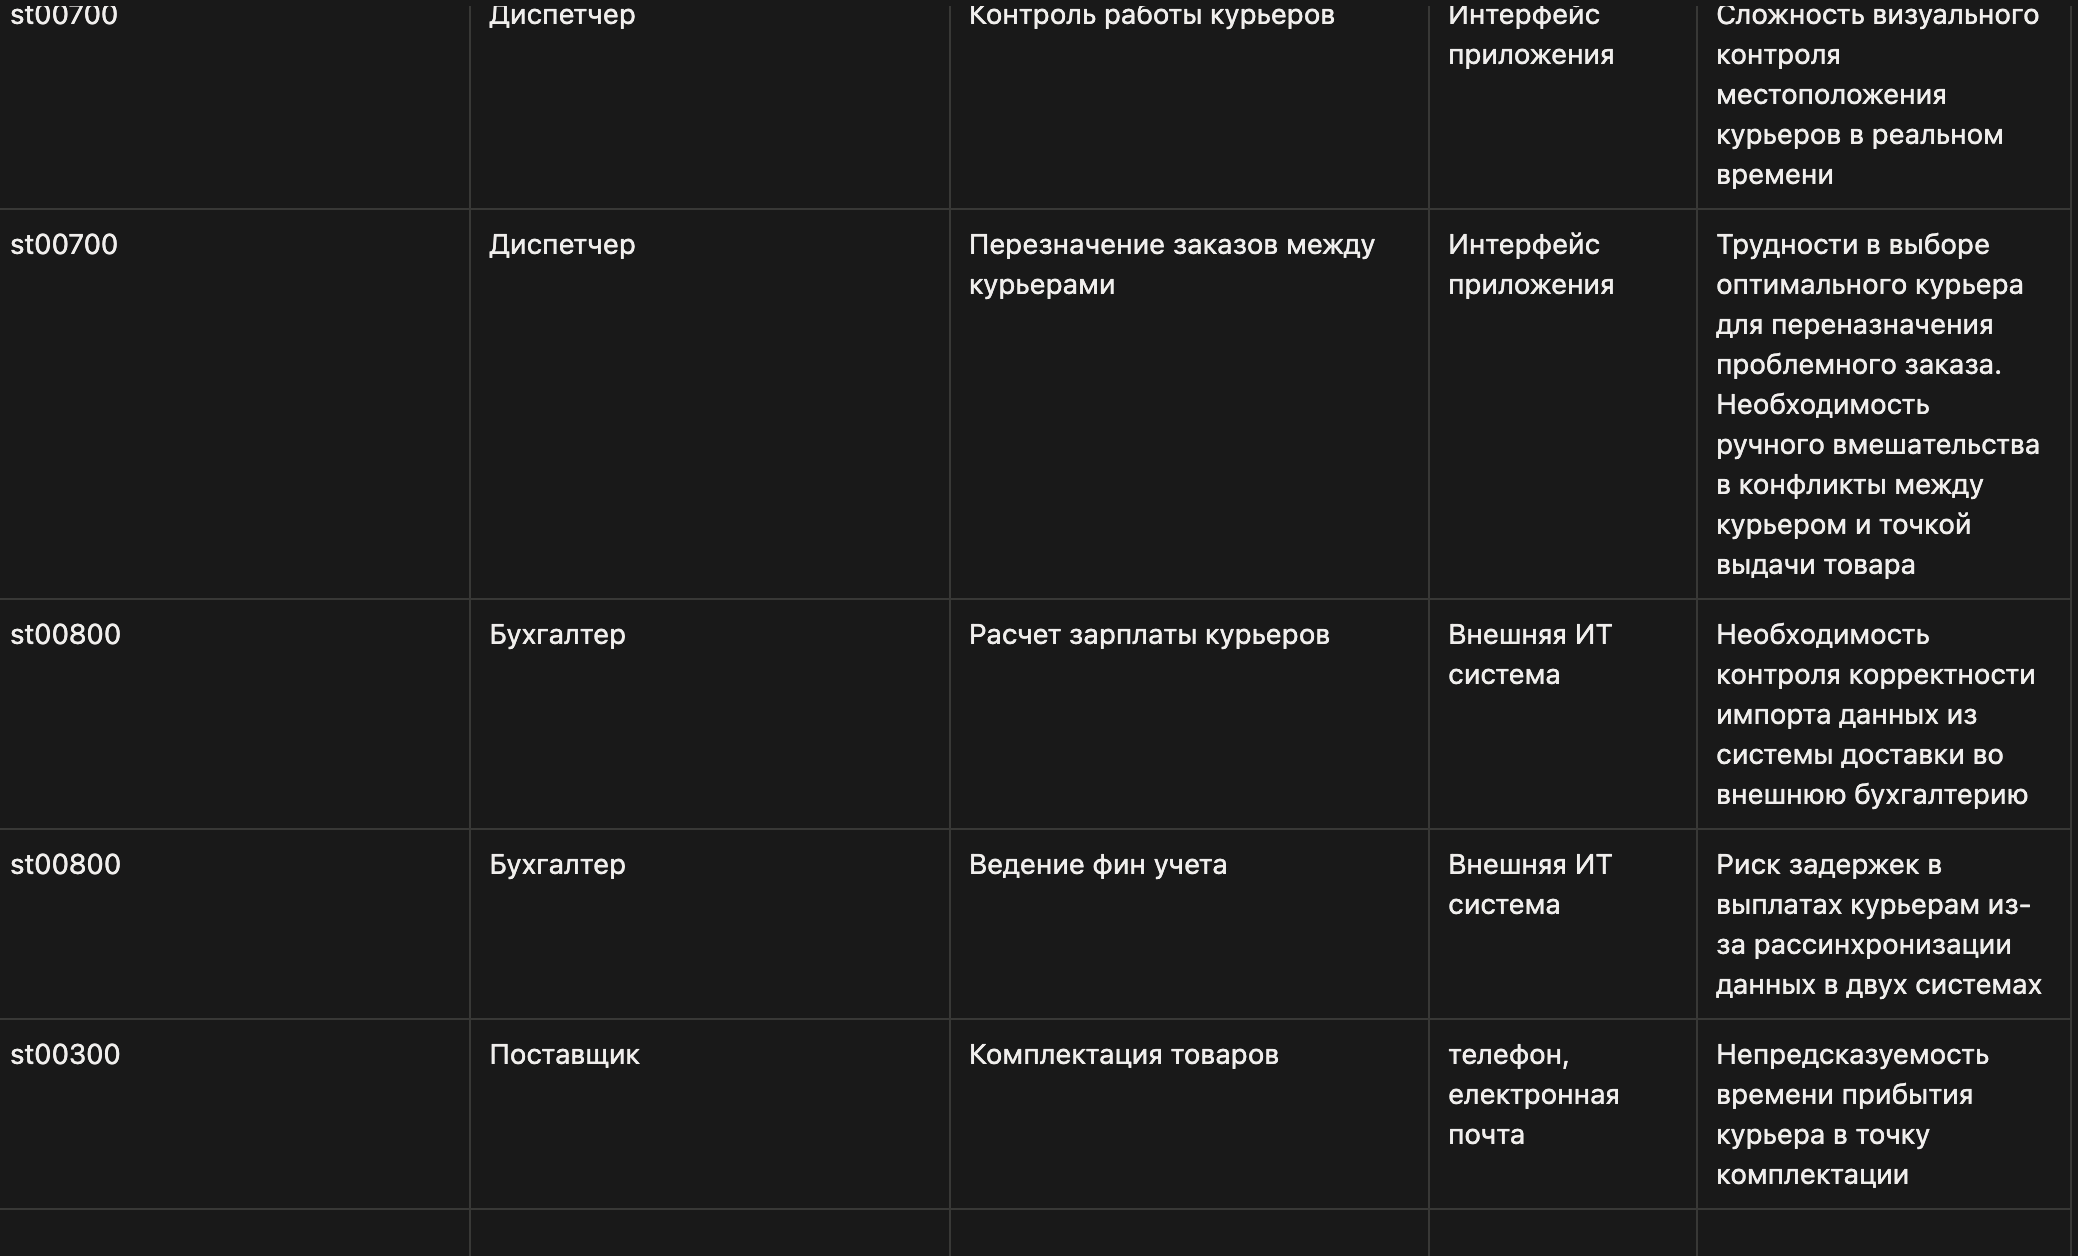 st00700
Диспетчер
Контроль работы курьеров
Интерфейс
приложения
Сложность визуального
контроля
местоположения
курьеров в реальном
времени
st00700
Диспетчер
Перезначение заказов между
курьерами
Интерфейс
приложения
Трудности в выборе
оптимального курьера
для переназначения
проблемного заказа.
Необходимость
ручного вмешательства
в конфликты между
курьером и точкой
выдачи товара
st00800
Бухгалтер
Расчет зарплаты курьеров
Внешняя ИТ
система
Необходимость
контроля корректности
импорта данных из
системы доставки во
внешнюю бухгалтерию
st00800
Бухгалтер
Ведение фин учета
Внешняя ИТ
система
Риск задержек в
выплатах курьерам из-
за рассинхронизации
данных в двух системах
st00300
Поставщик
Комплектация товаров
телефон,
електронная
почта
Непредсказуемость
времени прибытия
курьера в точку
комплектации